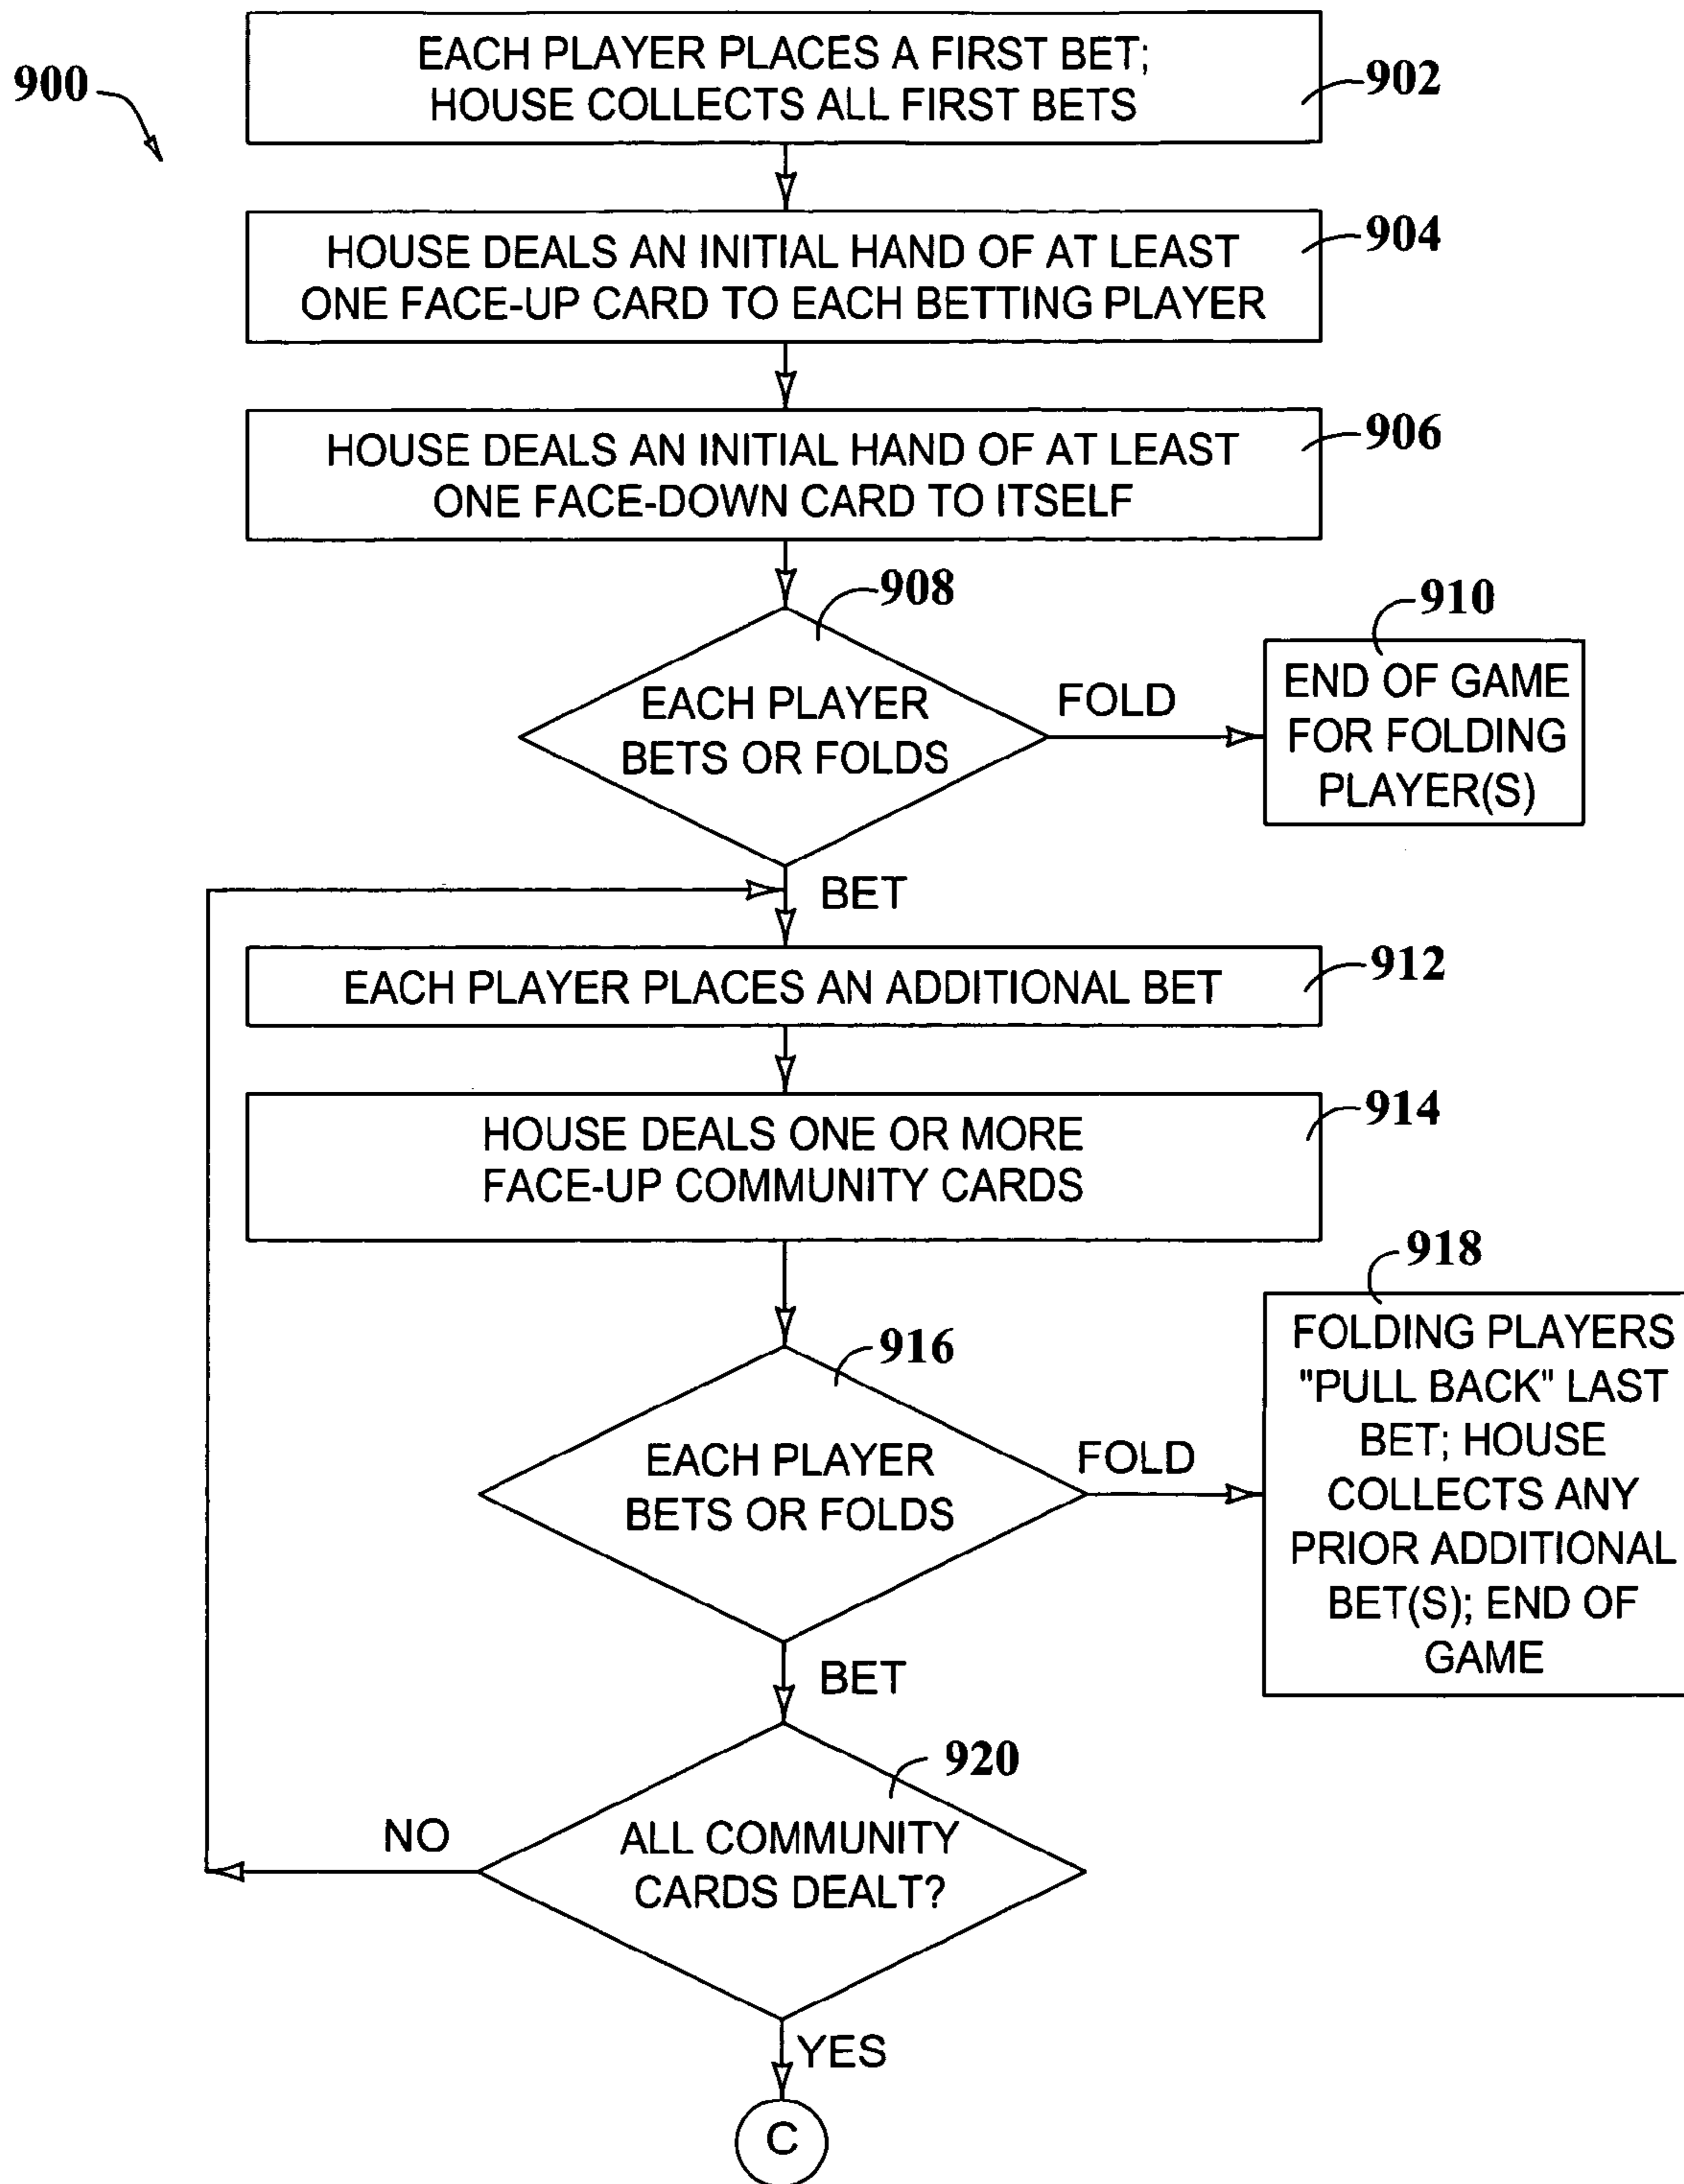 900
EACH PLAYER PLACES A FIRST BET;
HOUSE COLLECTS ALL FIRST BETS
902
HOUSE DEALS AN INITIAL HAND OF AT LEAST
ONE FACE-UP CARD TO EACH BETTING PLAYER
904
HOUSE DEALS AN INITIAL HAND OF AT LEAST
ONE FACE-DOWN CARD TO ITSELF
906
908
EACH PLAYER
BETS OR FOLDS
FOLD
910
END OF GAME
FOR FOLDING
PLAYER(S)
BET
EACH PLAYER PLACES AN ADDITIONAL BET
912
HOUSE DEALS ONE OR MORE
FACE-UP COMMUNITY CARDS
914
916
EACH PLAYER
BETS OR FOLDS
FOLD
918
FOLDING PLAYERS
"PULL BACK" LAST
BET; HOUSE
COLLECTS ANY
PRIOR ADDITIONAL
BET(S); END OF
GAME
BET
920
ALL COMMUNITY
CARDS DEALT?
NO
YES
C